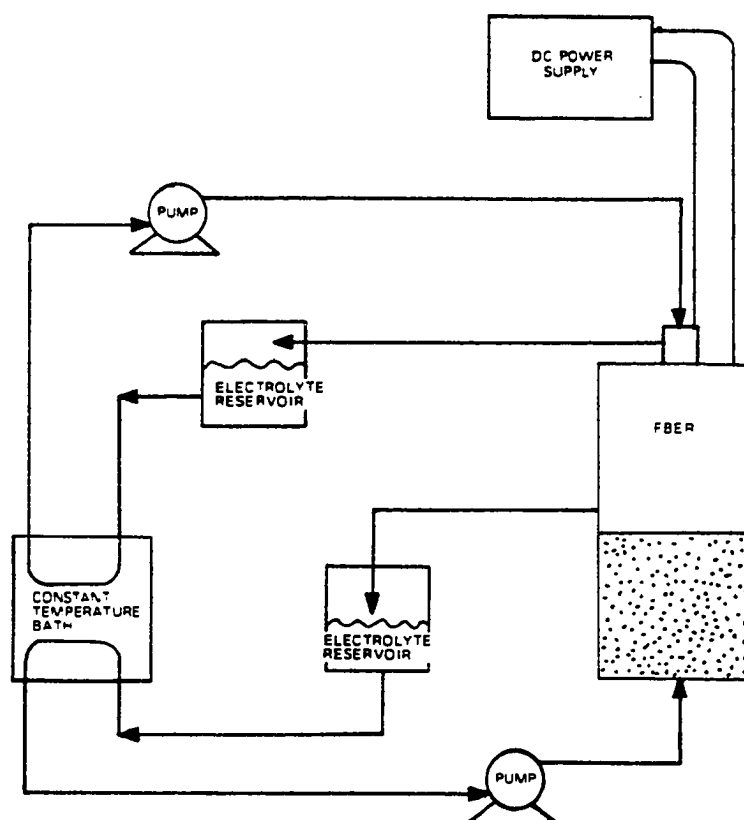 DC POWER
SUPPLY
PUMP
ELECTROLYTE
RESERVOIR
FBER
CONSTANT
TEMPERATURE
BATH
ELECTROLYTE
RESERVOIR
PUMP